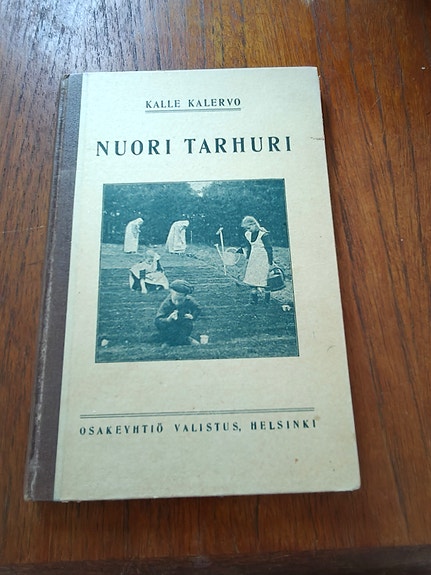 KALLE KALERVO
NUORI TARHURI
OSAKEYHTIÖ VALISTUS, HELSINKI